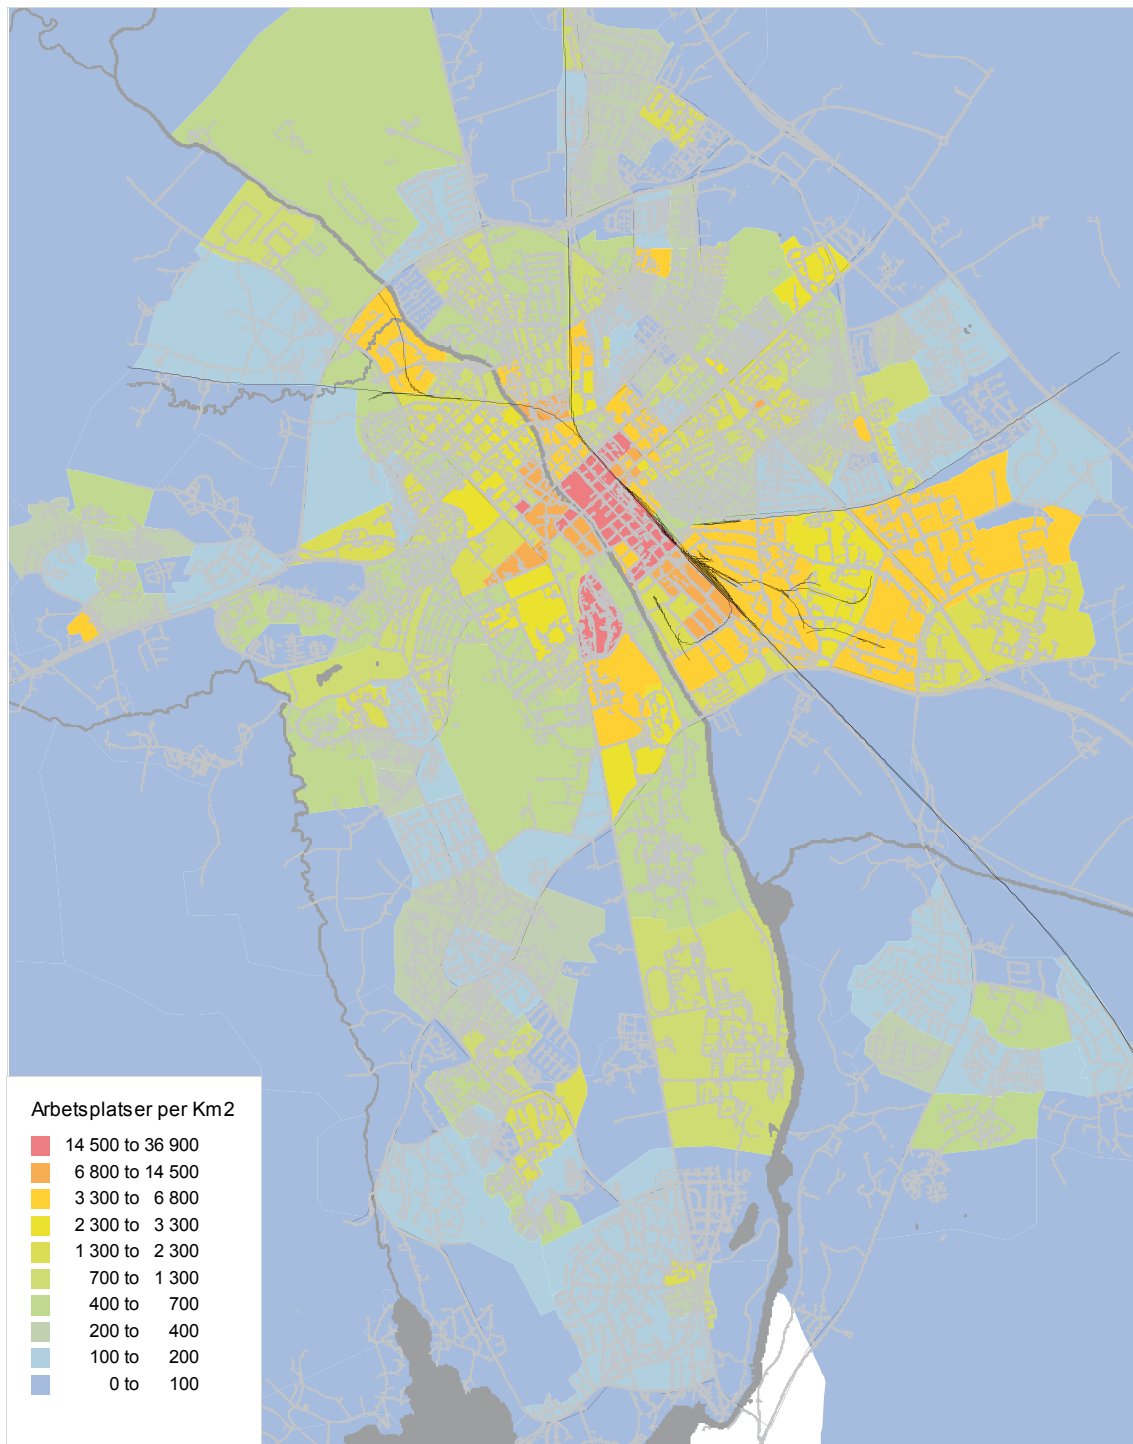 Arbetsplatser per Km2
14 500 to 36 900
6 800 to 14 500
3 300 to 6 800
2 300 to 3 300
1 300 to 2 300
700 to 1 300
400 to 700
200 to 400
100 to 200
0 to 100